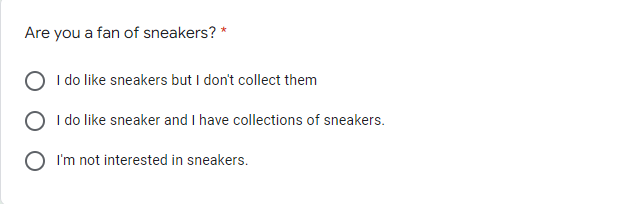 Are you a fan of sneakers? *
I do like sneakers but I don't collect them
I do like sneaker and I have collections of sneakers.
I'm not interested in sneakers.